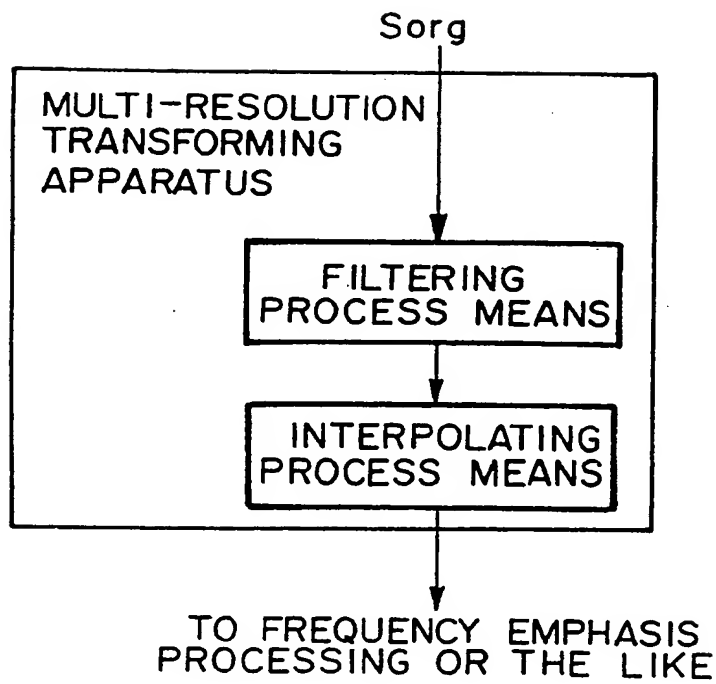 Sorg
MULTI-RESOLUTION
TRANSFORMING
APPARATUS
FILTERING
PROCESS MEANS
INTERPOLATING
PROCESS MEANS
TO FREQUENCY EMPHASIS
PROCESSING OR THE LIKE